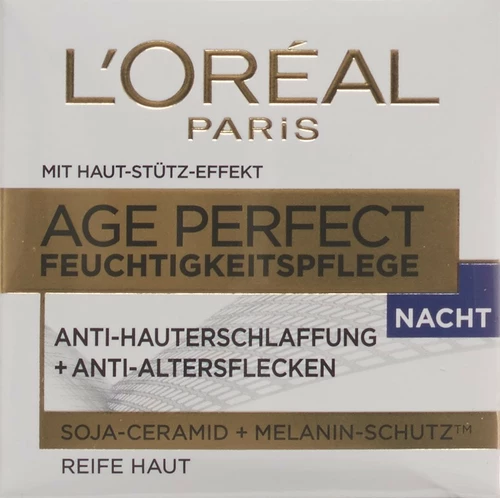 L'ORÉAL
PARiS
MIT HAUT-STÜTZ-EFFEKT
AGE PERFECT
FEUCHTIGKEITSPFLEGE
NACHT
ANTI-HAUTERSCHLAFFUNG
+ ANTI-ALTERSFLECKEN
SOJA-CERAMID + MELANIN-SCHUTZ™
REIFE HAUT